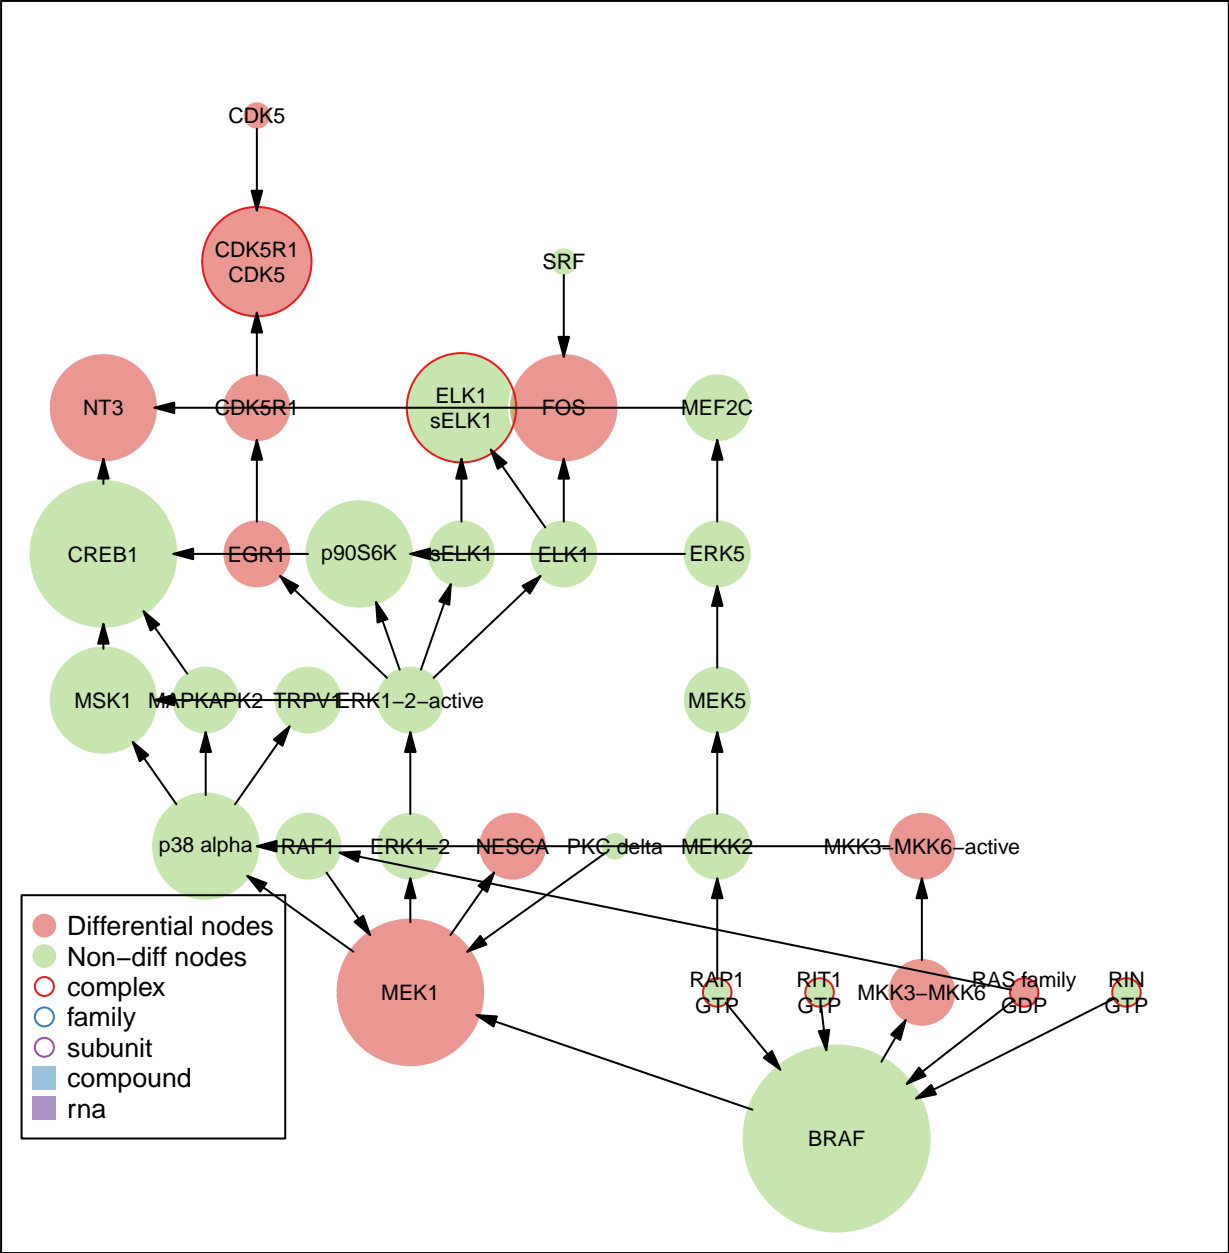 CDK5
CDK5R1
CDK5
SRF
NT3
CDK5R1
ELK1
sELK1
FOS
MEF2C
CREB1
EGR1
p90S6K
sELK1
ELK1
ERK5
MSK1
MAPKAPK2
TRPV1
ERK1−2−active
MEK5
p38 alpha
RAF1
ERK1−2
NESCA
PKC delta
MEKK2
MKK3−MKK6−active
MEK1
RAP1
GTP
RIT1
GTP
MKK3−MKK6
RAS family
GDP
RIN
GTP
BRAF
Differential nodes
Non−diff nodes
complex
family
subunit
compound
rna